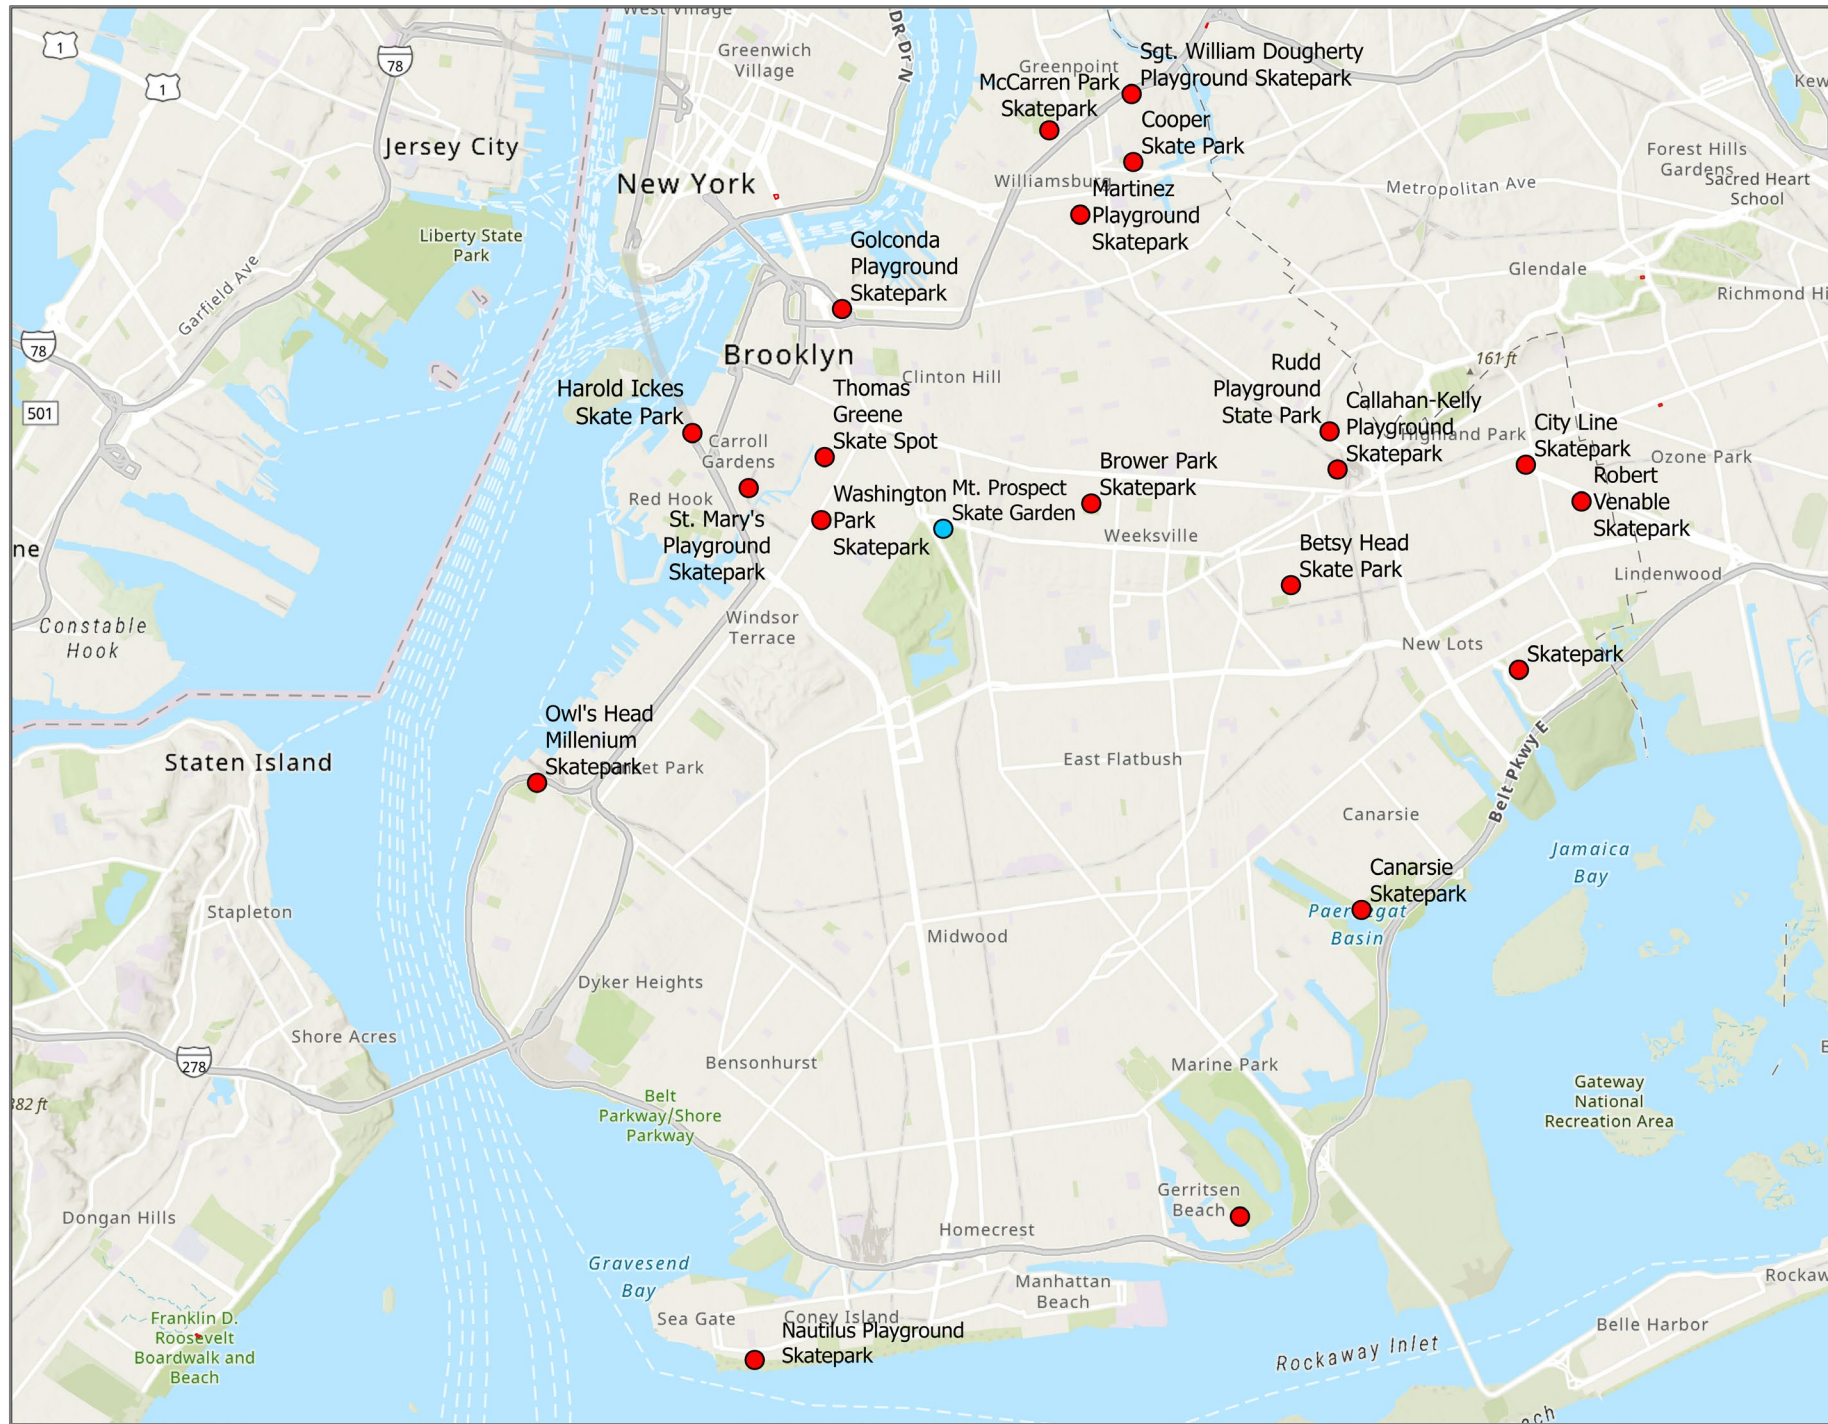 West Village
1
78
1
Greenwich
Village
DR Dr N
Greenpoint
Sgt. William Dougherty
Playground Skatepark
McCarren Park
Skatepark
Cooper
Skate Park
Jersey City
New York
Williamsburg
Martinez
Playground
Skatepark
Metropolitan Ave
Forest Hills
Gardens
Sacred Heart
School
Liberty State
Park
Garfield Ave
Golconda
Playground
Skatepark
Glendale
78
Brooklyn
Clinton Hill
161 ft
501
Harold Ickes
Skate Park
Thomas
Greene
Skate Spot
Carroll
Gardens
Rudd
Playground
State Park
Callahan-Kelly
Playground
Skatepark
Highland Park
City Line
Skatepark
Ozone Park
Robert
Venable
Skatepark
Red Hook
St. Mary's
Playground
Skatepark
Washington
Park
Skatepark
Mt. Prospect
Skate Garden
Brower Park
Skatepark
Weeksville
Betsy Head
Skate Park
Lindenwood
ne
Constable
Hook
Windsor
Terrace
New Lots
Skatepark
Owl's Head
Millenium
Skatepark
Staten Island
East Flatbush
Belt Pkwy E
Canarsie
Jamaica
Bay
Canarsie
Skatepark
Paerdegat
Basin
Stapleton
Midwood
Dyker Heights
Shore Acres
278
Bensonhurst
Marine Park
Belt
Parkway/Shore
Parkway
Gateway
National
Recreation Area
Gerritsen
Beach
Dongan Hills
Homecrest
Gravesend
Bay
Manhattan
Beach
Sea Gate
Coney Island
Nautilus Playground
Skatepark
Franklin D.
Roosevelt
Boardwalk and
Beach
Rockaway Inlet
Belle Harbor